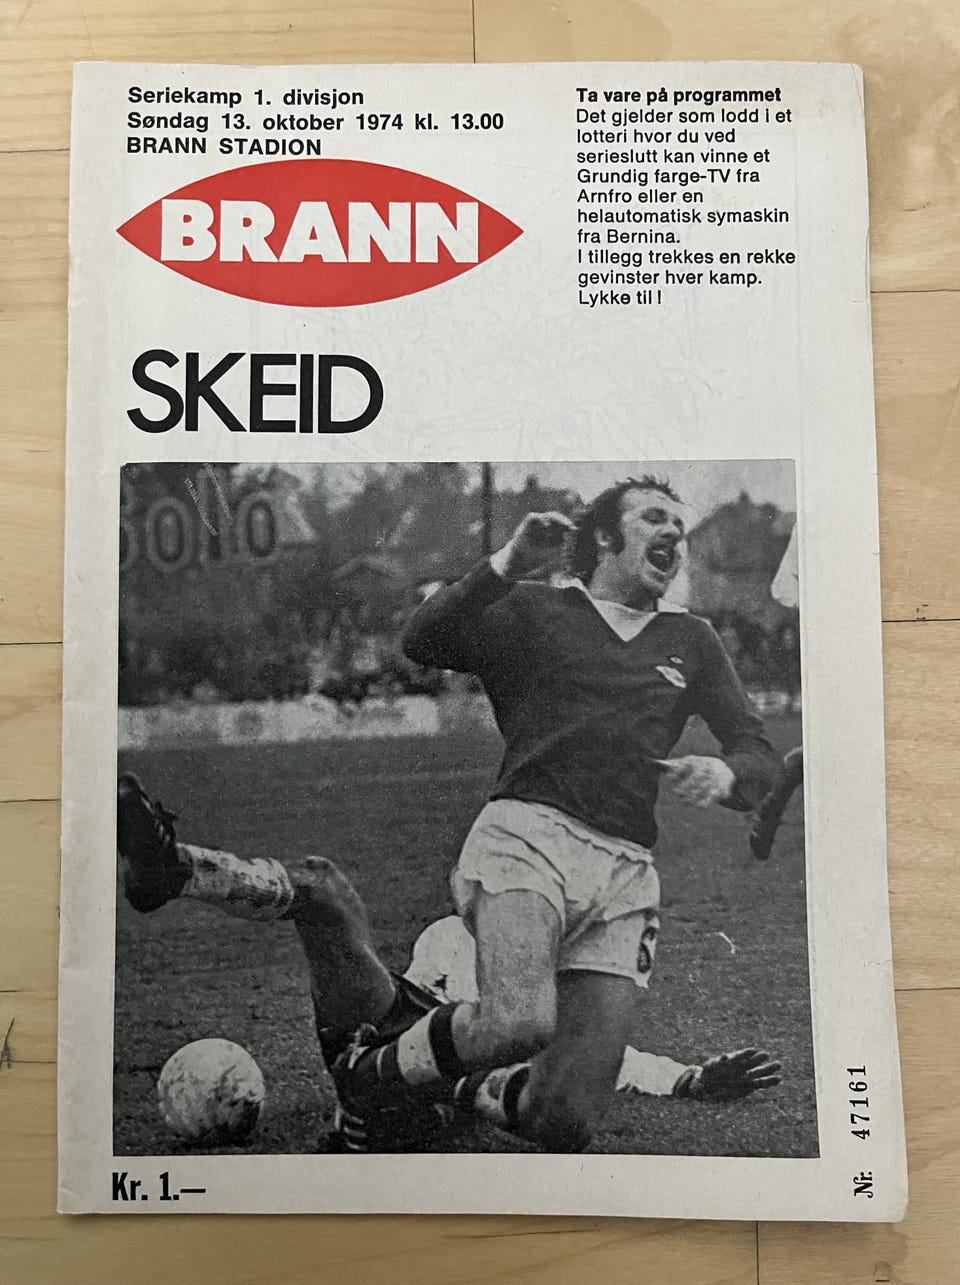 Seriekamp 1. divisjon
Søndag 13. oktober 1974 kl. 13.00
BRANN STADION
BRANN
SKEID
Ta vare på programmet
Det gjelder som lodd i et
lotteri hvor du ved
serieslutt kan vinne et
Grundig farge-TV fra
Arnfro eller en
helautomatisk symaskin
fra Bernina.
I tillegg trekkes en rekke
gevinster hver kamp.
Lykke til !
Solo
6
Kr. 1.—
Nr. 47161